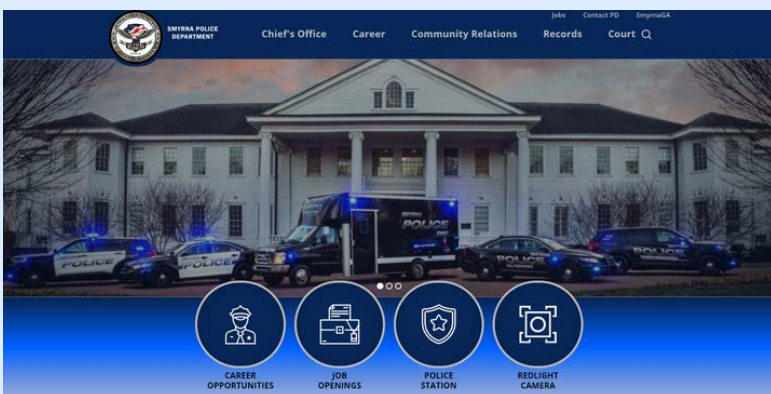 Jobs Contact PD SmyrnaGA
SMYRNA POLICE
DEPARTMENT
Chief's Office Career Community Relations Records Court
POLICE
POLICE
POLICE
POLICE
POLICE
CAREER
OPPORTUNITIES
JOB
OPENINGS
POLICE
STATION
REDLIGHT
CAMERA